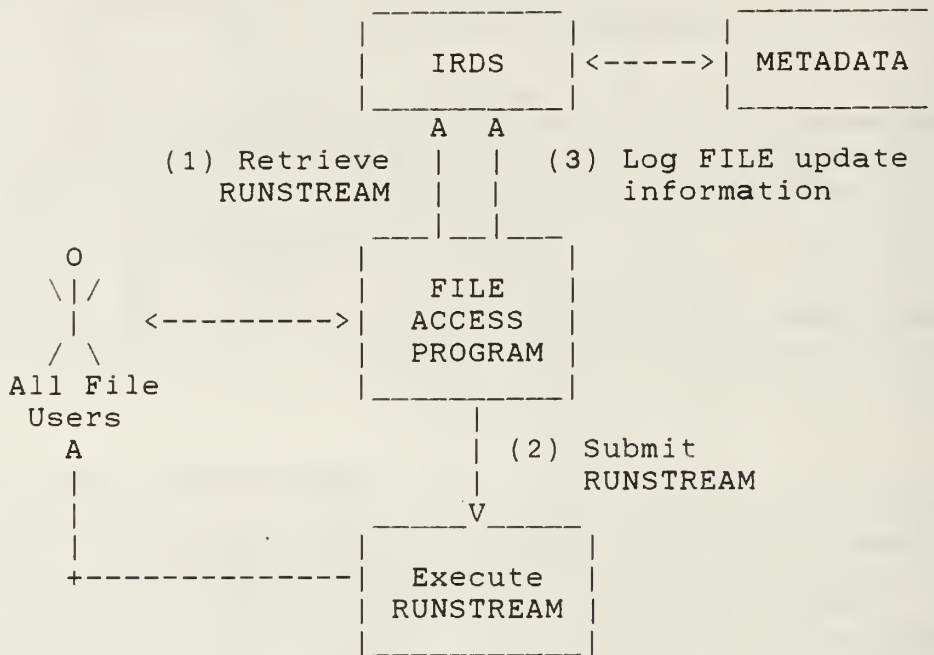 IRDS <-----> METADATA
A A
(1) Retrieve
RUNSTREAM
(3) Log FILE update
information
O
\|/
|
/ \
<---------->
FILE
ACCESS
PROGRAM
All File
Users
A
(2) Submit
RUNSTREAM
V
+--------------
Execute
RUNSTREAM